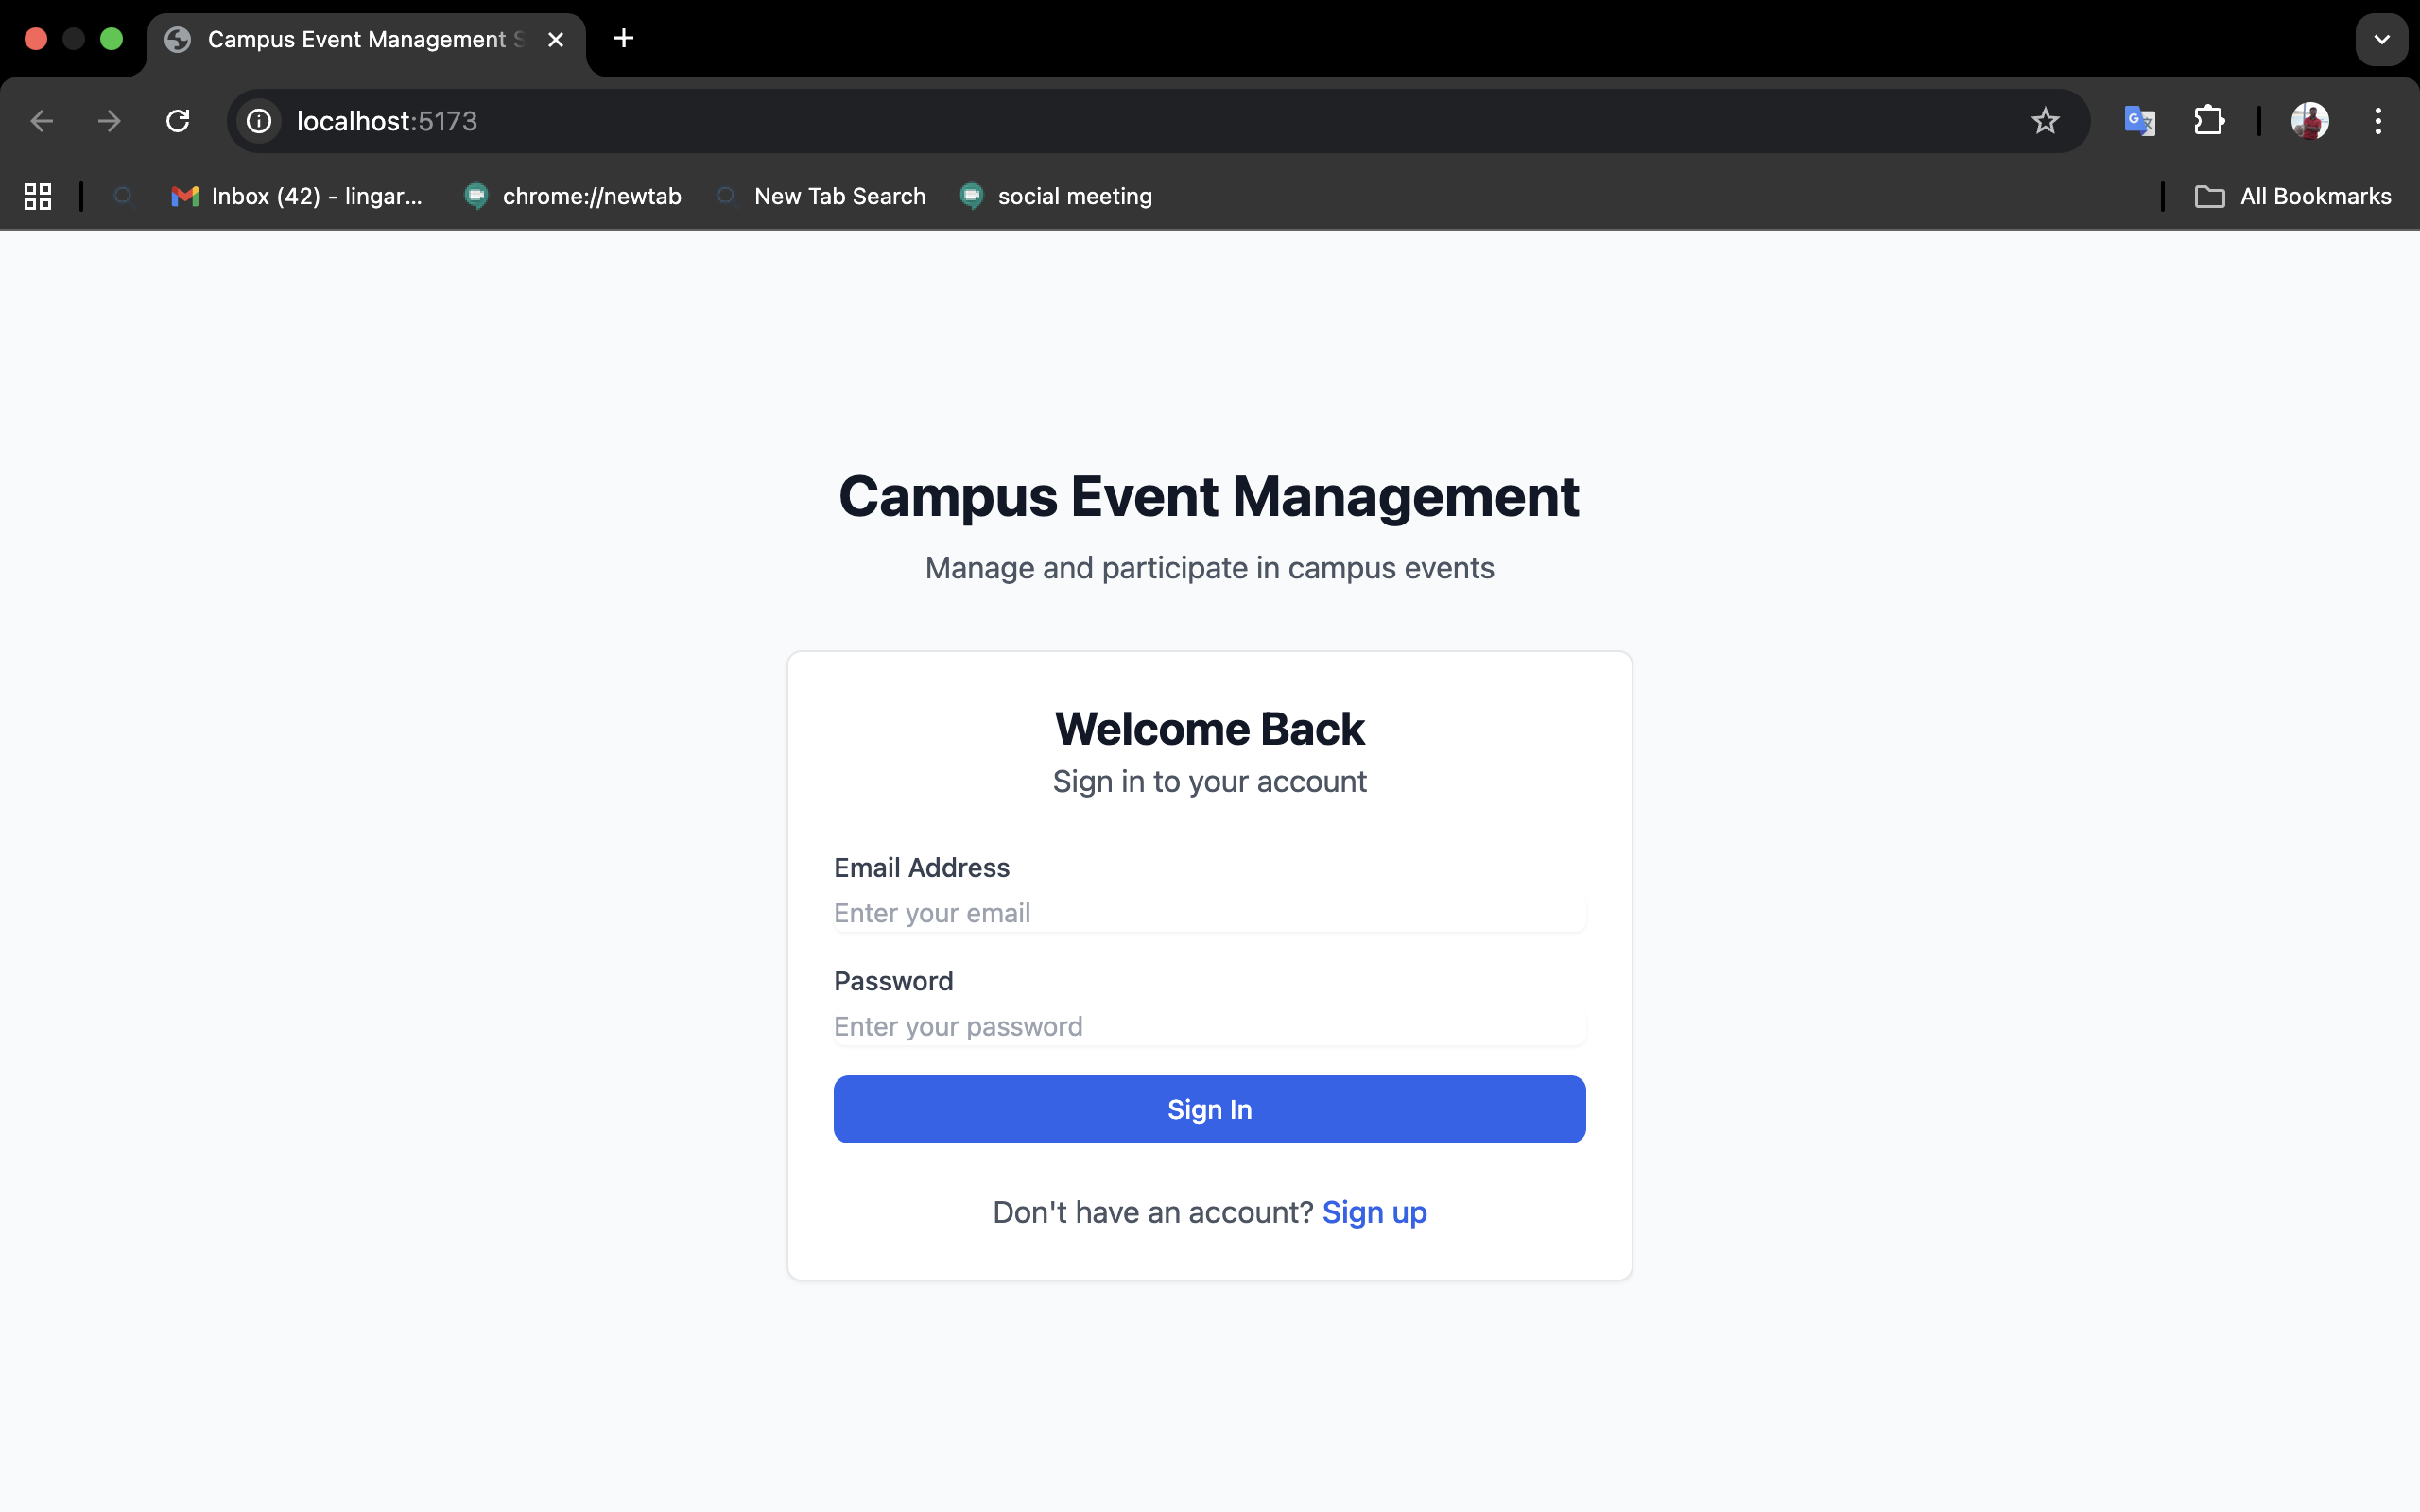 Campus Event Management S
localhost:5173
Inbox (42) - lingar...
chrome://newtab
New Tab Search
social meeting
All Bookmarks
Campus Event Management
Manage and participate in campus events
Welcome Back
Sign in to your account
Email Address
Enter your email
Password
Enter your password
Sign In
Don't have an account? Sign up